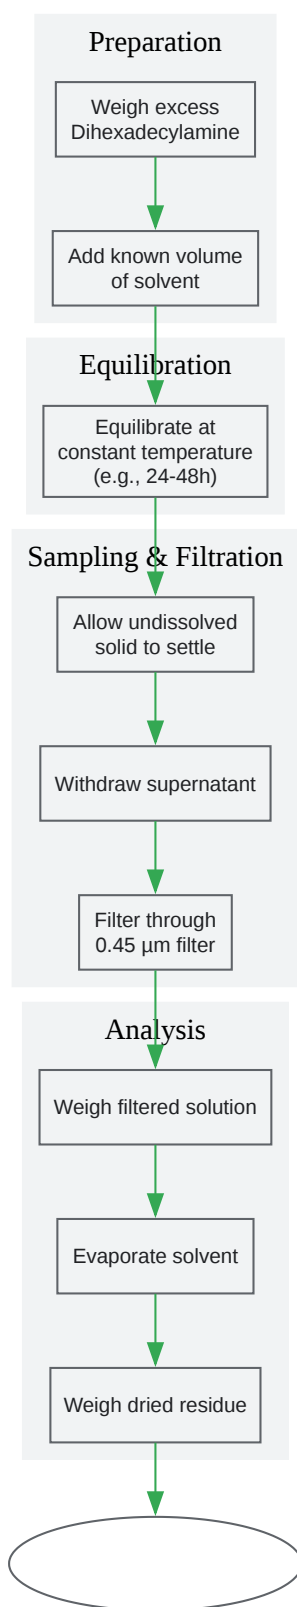 Preparation
Weigh excess
Dihexadecylamine
Add known volume
of solvent
Equilibration
Equilibrate at
constant temperature
(e.g., 24-48h)
Sampling & Filtration
Allow undissolved
solid to settle
Withdraw supernatant
Filter through
0.45 µm filter
Analysis
Weigh filtered solution
Evaporate solvent
Weigh dried residue